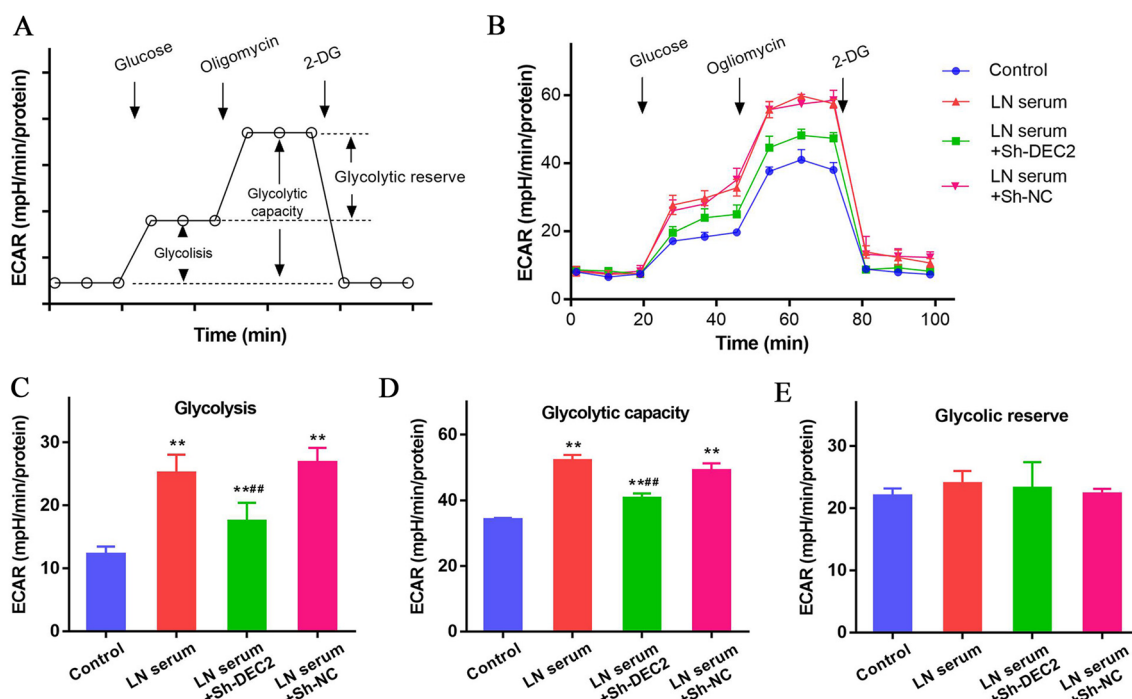 A
Glucose
Oligomycin
2-DG
ECAR (mpH/min/protein)
Glycolytic reserve
Glycolytic
capacity
Glycolisis
Time (min)
B
Glucose
Ogliomycin
2-DG
ECAR (mpH/min/protein)
60
40
20
0
0
20
40
60
80
100
Time (min)
Control
LN serum
LN serum
+Sh-DEC2
LN serum
+Sh-NC
C
Glycolysis
ECAR (mpH/min/protein)
30
20
10
0
**
**##
**
Control
LN serum
LN serum
+Sh-DEC2
LN serum
+Sh-NC
D
Glycolytic capacity
ECAR (mpH/min/protein)
60
40
20
0
**
**##
**
Control
LN serum
LN serum
+Sh-DEC2
LN serum
+Sh-NC
E
Glycolic reserve
ECAR (mpH/min/protein)
30
20
10
0
Control
LN serum
LN serum
+Sh-DEC2
LN serum
+Sh-NC